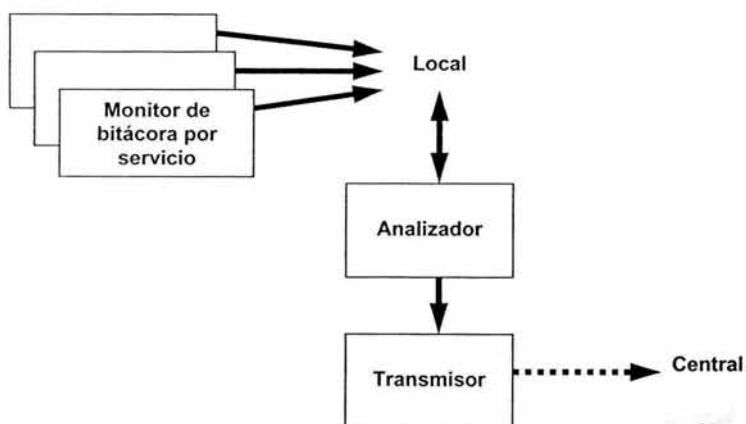 Local
Monitor de
bitácora por
servicio
Analizador
Transmisor
Central